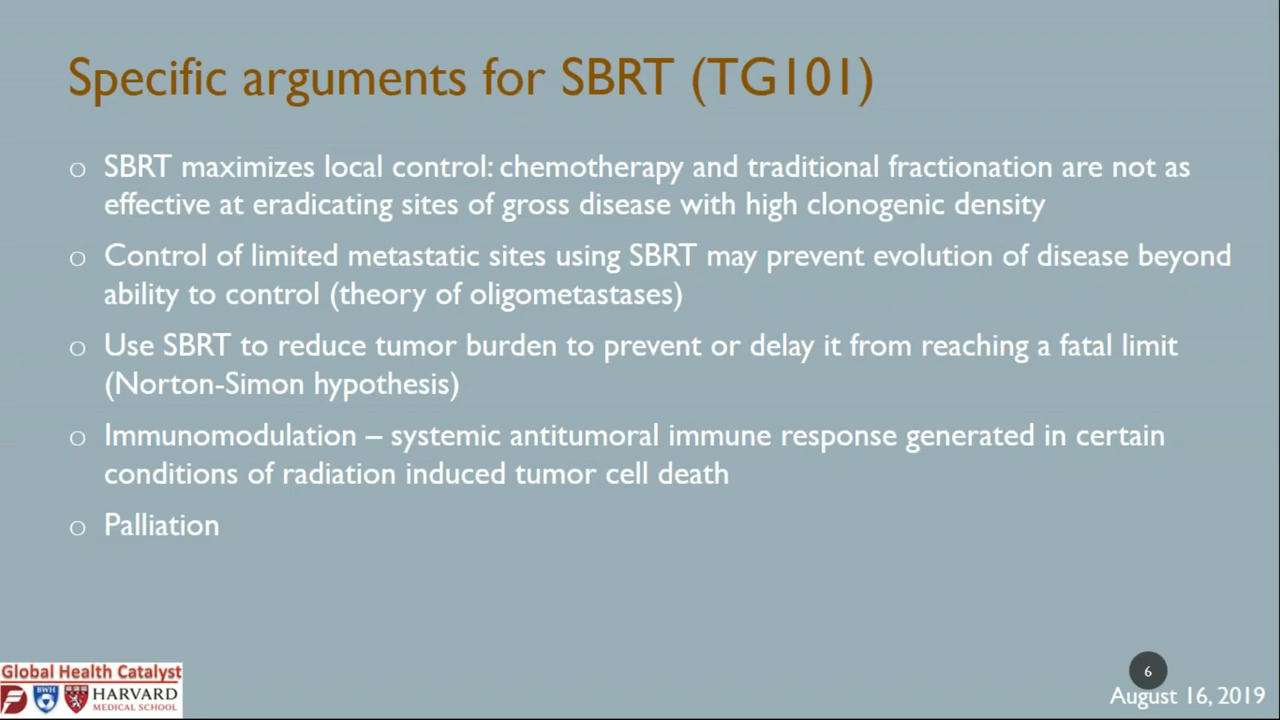 Specific arguments for SBRT (TG101)
o SBRT maximizes local control: chemotherapy and traditional fractionation are not as
effective at eradicating sites of gross disease with high clonogenic density
o Control of limited metastatic sites using SBRT may prevent evolution of disease beyond
ability to control (theory of oligometastases)
o Use SBRT to reduce tumor burden to prevent or delay it from reaching a fatal limit
(Norton-Simon hypothesis)
o Immunomodulation – systemic antitumoral immune response generated in certain
conditions of radiation induced tumor cell death
o Palliation
Global Health Catalyst
BWH
HARVARD
MEDICAL SCHOOL
6
August 16, 2019